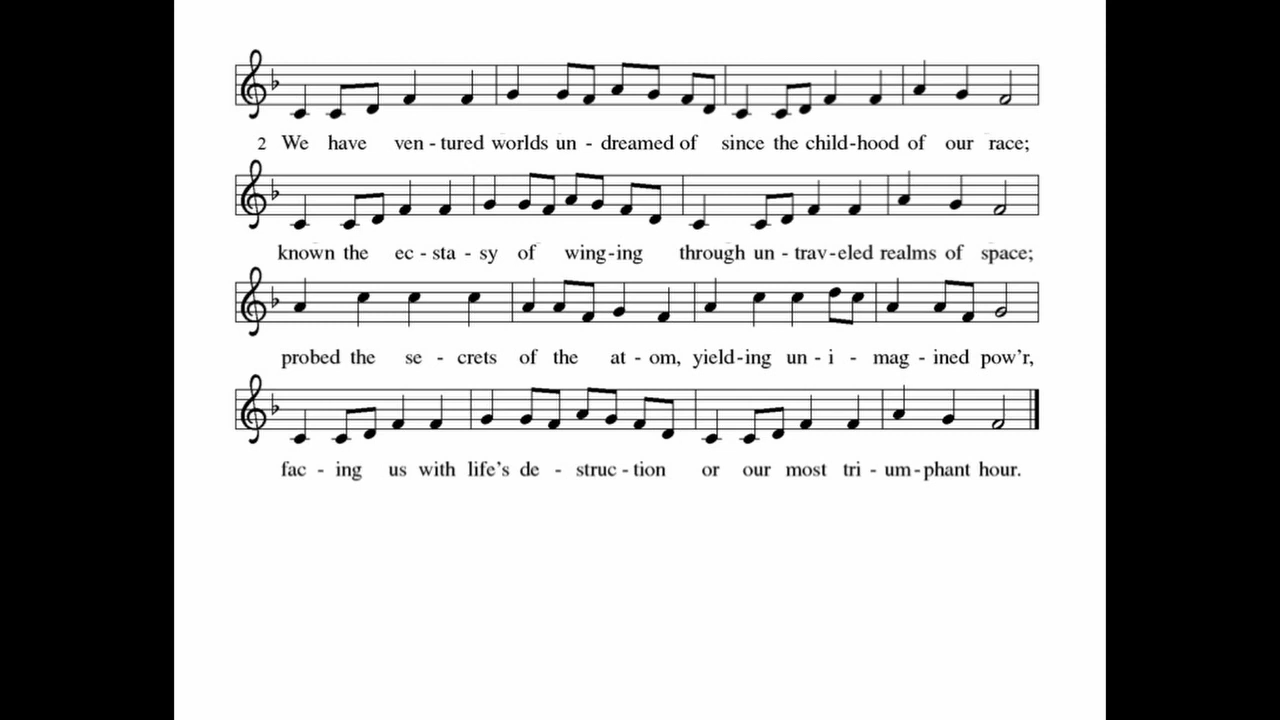 2 We have ven - tured worlds un - dreamed of since the child-hood of our race;
known the ec - sta - sy of wing-ing through un - trav-eled realms of space;
probed the se - crets of the at - om, yield-ing un - i - mag - ined pow'r,
fac - ing us with life's de - struc - tion or our most tri - um-phant hour.